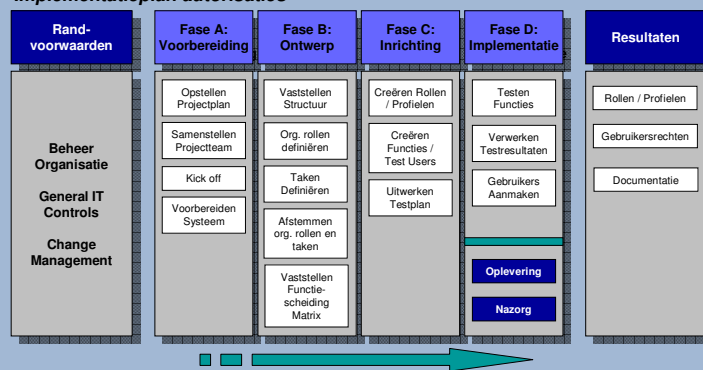 Implementatieplan autorisaties
Rand-
voorwaarden
Fase A:
Voorbereiding
Fase B:
Ontwerp
Fase C:
Inrichting
Fase D:
Implementatie
Resultaten
Beheer
Organisatie
General IT
Controls
Change
Management
Opstellen
Projectplan
Samenstellen
Projectteam
Kick off
Voorbereiden
Systeem
Vaststellen
Structuur
Org. rollen
definiëren
Taken
Definiëren
Afstemmen
org. rollen en
taken
Vaststellen
Functie-
scheiding
Matrix
Creëren Rollen
/ Profielen
Creëren
Functies /
Test Users
Uitwerken
Testplan
Testen
Functies
Verwerken
Testresultaten
Gebruikers
Aanmaken
Oplevering
Nazorg
Rollen / Profielen
Gebruikersrechten
Documentatie